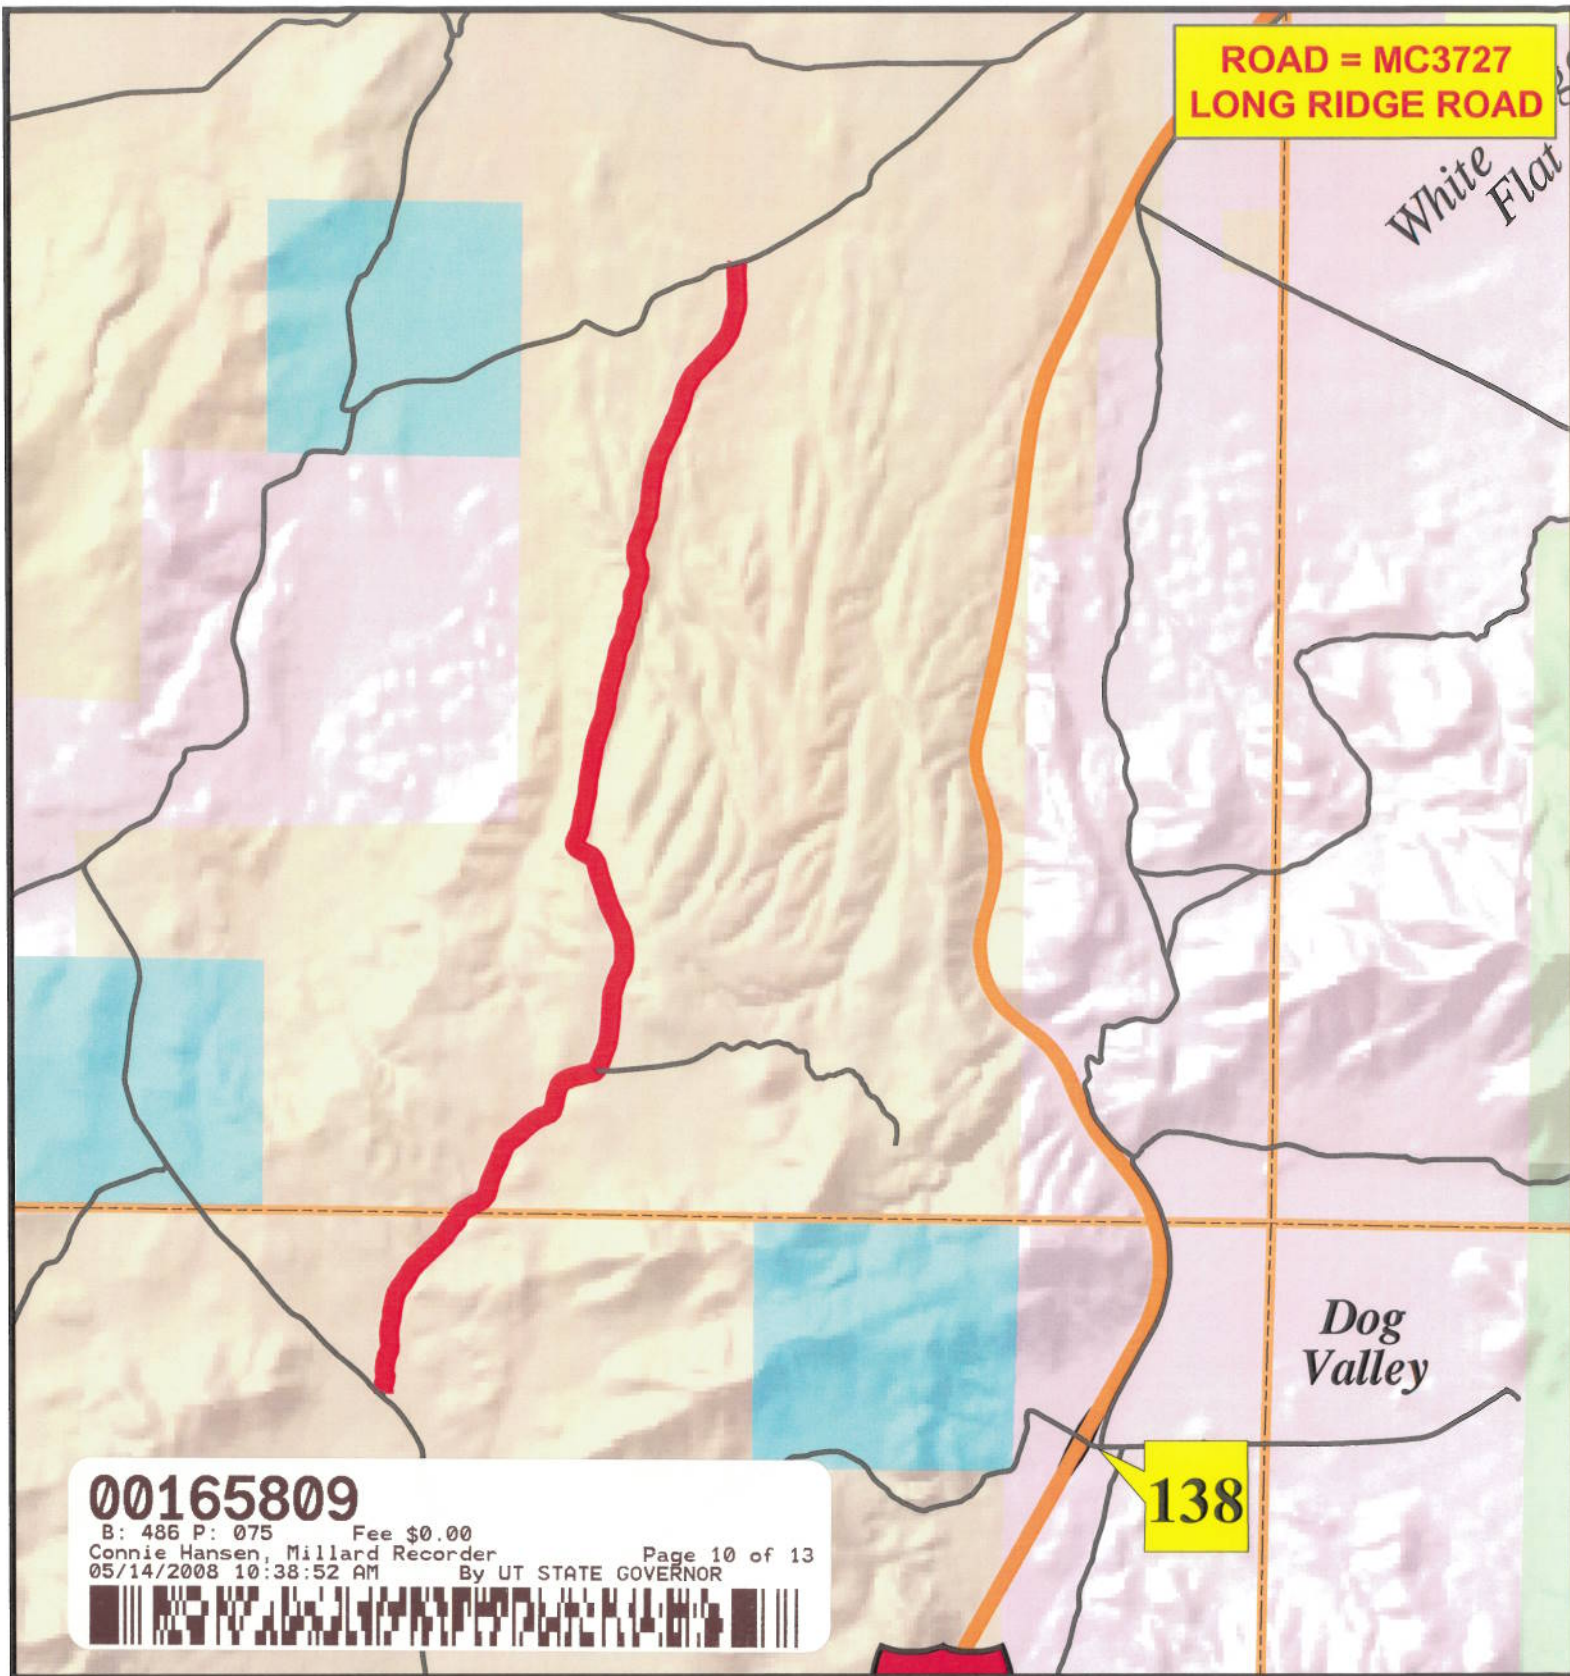 ROAD = MC3727
LONG RIDGE ROAD
White
Flat
Dog
Valley
138
00165809
B: 486 P: 075 Fee $0.00
Connie Hansen, Millard Recorder Page 10 of 13
05/14/2008 10:38:52 AM By UT STATE GOVERNOR